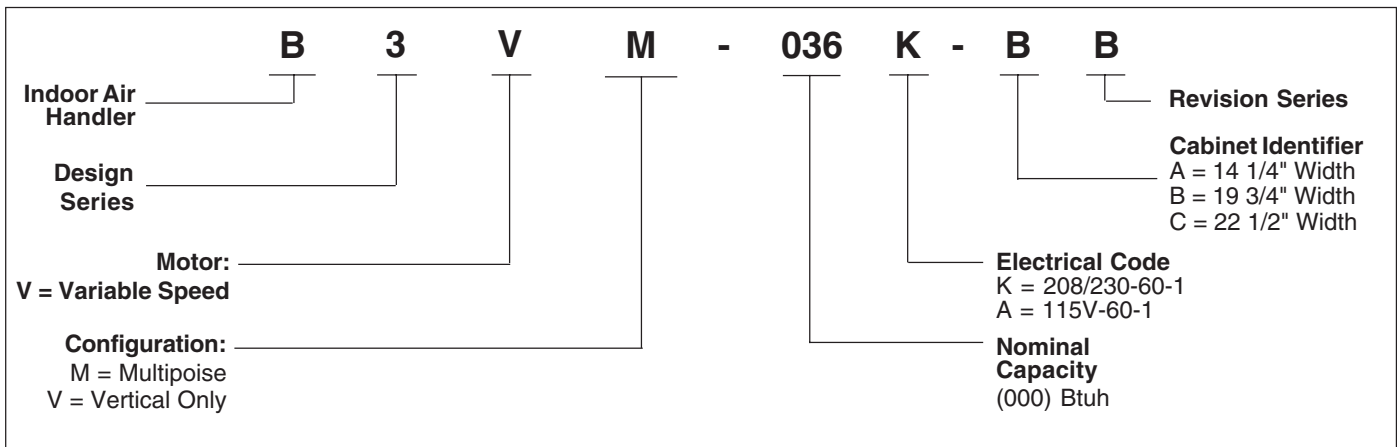 B 3 V M - 036 K - B B
Indoor Air
Handler
Design
Series
Motor:
V = Variable Speed
Configuration:
M = Multipoise
V = Vertical Only
Revision Series
Cabinet Identifier
A = 14 1/4" Width
B = 19 3/4" Width
C = 22 1/2" Width
Electrical Code
K = 208/230-60-1
A = 115V-60-1
Nominal
Capacity
(000) Btuh